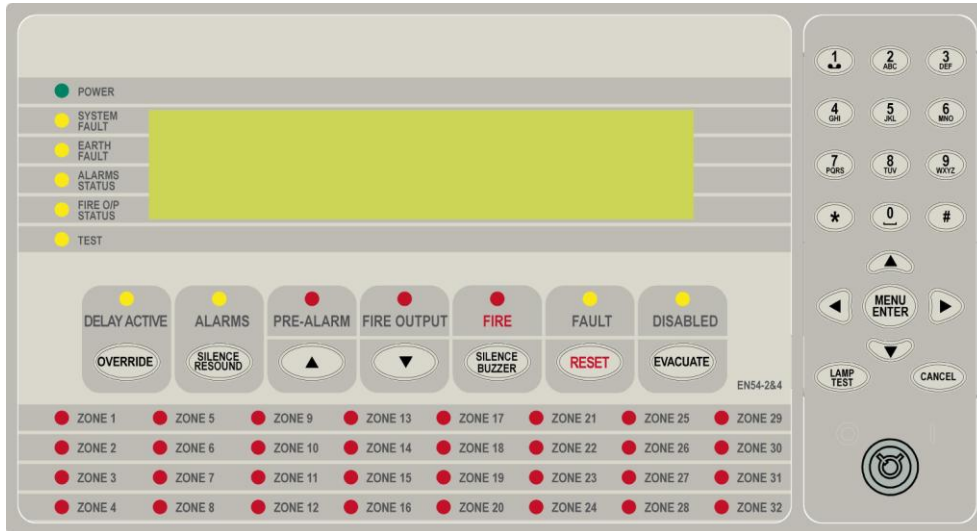 POWER
SYSTEM
FAULT
EARTH
FAULT
ALARMS
STATUS
FIRE O/P
STATUS
TEST
DELAY ACTIVE
OVERRIDE
ALARMS
SILENCE
RESOUND
PRE-ALARM
FIRE OUTPUT
FIRE
SILENCE
BUZZER
FAULT
RESET
DISABLED
EVACUATE
EN54-2&4
ZONE 1 ZONE 5 ZONE 9 ZONE 13 ZONE 17 ZONE 21 ZONE 25 ZONE 29
ZONE 2 ZONE 6 ZONE 10 ZONE 14 ZONE 18 ZONE 22 ZONE 26 ZONE 30
ZONE 3 ZONE 7 ZONE 11 ZONE 15 ZONE 19 ZONE 23 ZONE 27 ZONE 31
ZONE 4 ZONE 8 ZONE 12 ZONE 16 ZONE 20 ZONE 24 ZONE 28 ZONE 32
1 2 3
ABC DEF
4 5 6
GHI JKL MNO
7 8 9
PQRS TUV WXYZ
* 0 #
MENU
ENTER
LAMP
TEST
CANCEL